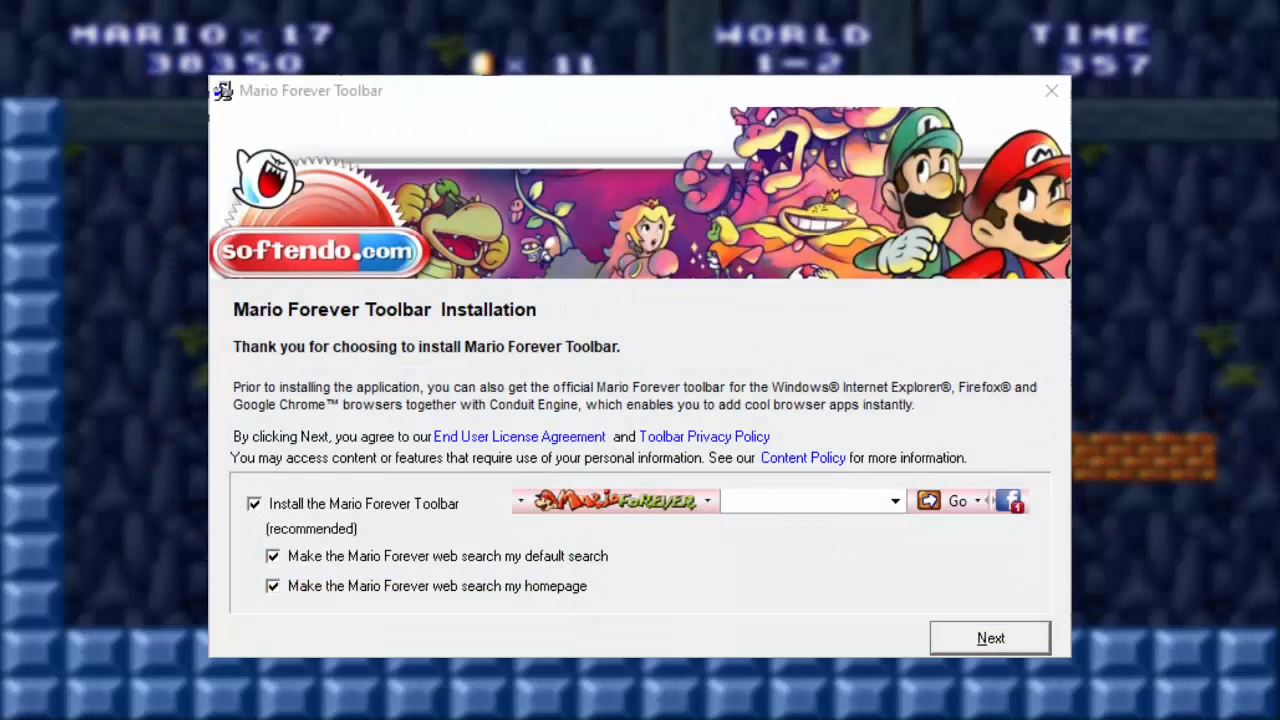 MARIO × 17
WORLD
TIME
38350
× 11
1-2
357
Mario Forever Toolbar
L
M
softendo.com
Mario Forever Toolbar Installation
Thank you for choosing to install Mario Forever Toolbar.
Prior to installing the application, you can also get the official Mario Forever toolbar for the Windows® Internet Explorer®, Firefox® and
Google Chrome™ browsers together with Conduit Engine, which enables you to add cool browser apps instantly.
By clicking Next, you agree to our End User License Agreement and Toolbar Privacy Policy
You may access content or features that require use of your personal information. See our Content Policy for more information.
Install the Mario Forever Toolbar
MARIO FOREVER
Go
f
1
(recommended)
Make the Mario Forever web search my default search
Make the Mario Forever web search my homepage
Next